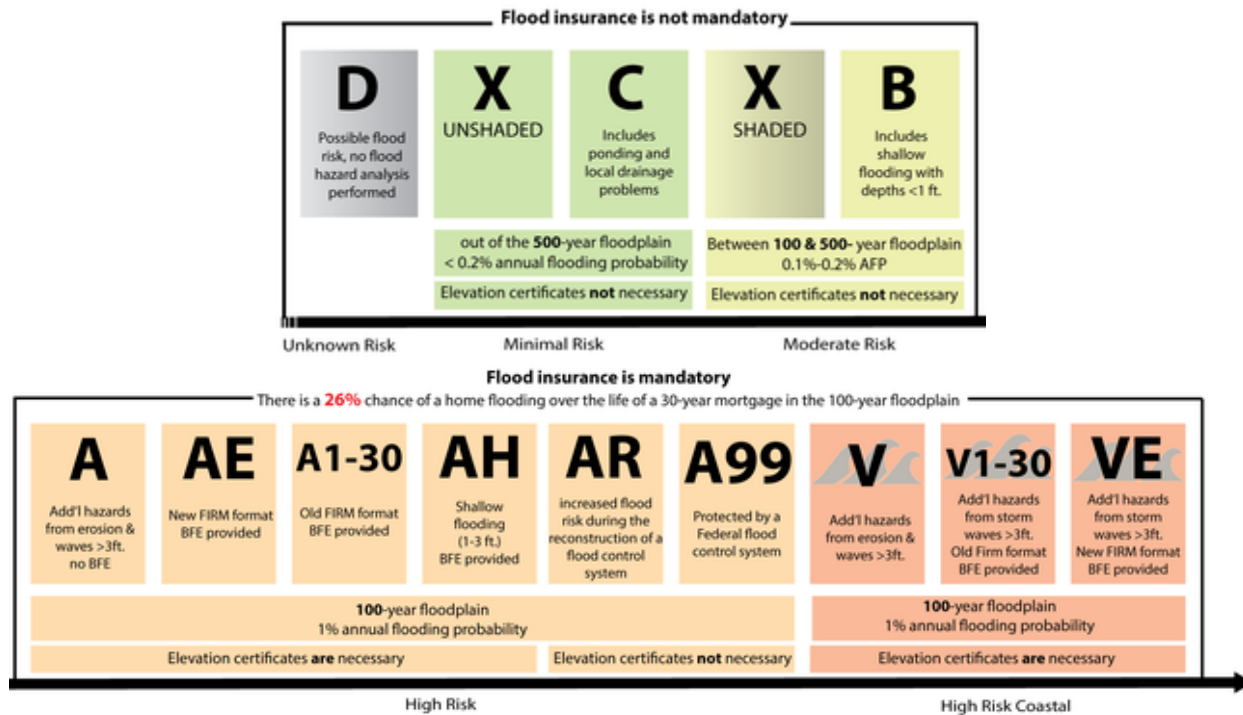 Flood insurance is not mandatory
D
Possible flood
risk, no flood
hazard analysis
performed
X
UNSHADED
C
Includes
ponding and
local drainage
problems
X
SHADED
B
Includes
shallow
flooding with
depths <1 ft.
out of the 500-year floodplain
< 0.2% annual flooding probability
Elevation certificates not necessary
Between 100 & 500- year floodplain
0.1%-0.2% AFP
Elevation certificates not necessary
Unknown Risk
Minimal Risk
Moderate Risk
Flood insurance is mandatory
There is a 26% chance of a home flooding over the life of a 30-year mortgage in the 100-year floodplain
A
Add'l hazards
from erosion &
waves >3ft.
no BFE
AE
New FIRM format
BFE provided
A1-30
Old FIRM format
BFE provided
AH
Shallow
flooding
(1-3 ft.)
BFE provided
AR
increased flood
risk during the
reconstruction of a
flood control
system
A99
Protected by a
Federal flood
control system
V
Add'l hazards
from erosion &
waves >3ft.
V1-30
Add'l hazards
from storm
waves >3ft.
Old Firm format
BFE provided
VE
Add'l hazards
from storm
waves >3ft.
New FIRM format
BFE provided
100-year floodplain
1% annual flooding probability
100-year floodplain
1% annual flooding probability
Elevation certificates are necessary
Elevation certificates not necessary
Elevation certificates are necessary
High Risk
High Risk Coastal